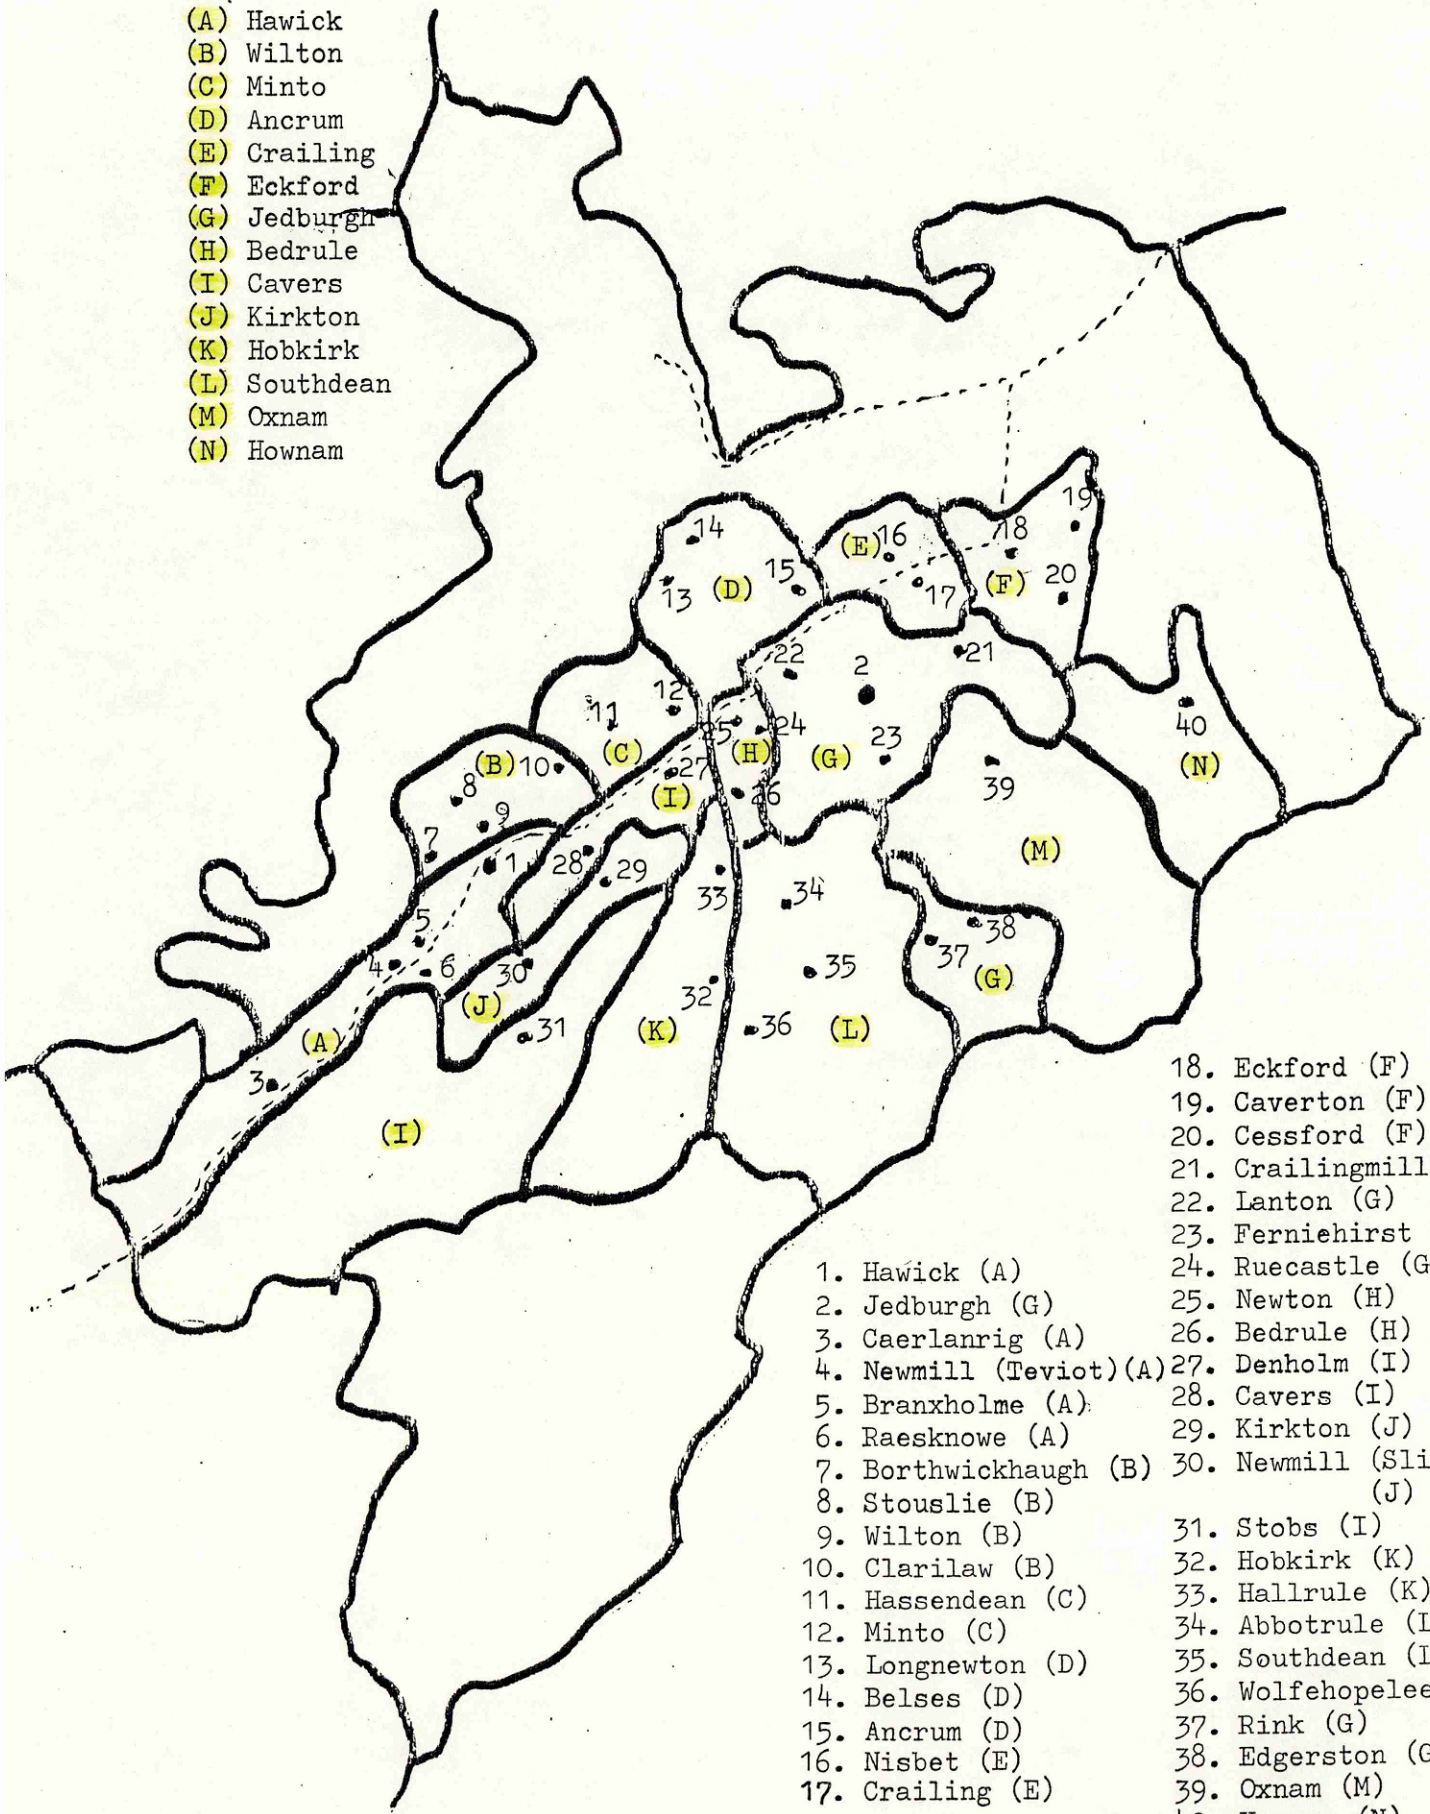 (A) Hawick
(B) Wilton
(C) Minto
(D) Ancrum
(E) Crailing
(F) Eckford
(G) Jedburgh
(H) Bedrule
(I) Cavers
(J) Kirkton
(K) Hobkirk
(L) Southdean
(M) Oxnam
(N) Hownam
19
14
(E) 16
18
13
(D)
15
17
(F)
20
22
2
21
11
12
25
24
40
(B)
10
(C)
27
(H)
(G)
23
(N)
8
(I)
26
39
9
7
1
28
29
33
34
(M)
5
38
4
6
30
37
(J)
32
35
(G)
(A)
31
(K)
36
(L)
3
(I)
1. Hawick (A)
2. Jedburgh (G)
3. Caerlanrig (A)
4. Newmill (Teviot)(A)
5. Branxholme (A)
6. Raesknowe (A)
7. Borthwickhaugh (B)
8. Stouslie (B)
9. Wilton (B)
10. Clarilaw (B)
11. Hassendean (C)
12. Minto (C)
13. Longnewton (D)
14. Belses (D)
15. Ancrum (D)
16. Nisbet (E)
17. Crailing (E)
18. Eckford (F)
19. Caverton (F)
20. Cessford (F)
21. Crailingmill
22. Lanton (G)
23. Ferniehirst
24. Ruecastle (G
25. Newton (H)
26. Bedrule (H)
27. Denholm (I)
28. Cavers (I)
29. Kirkton (J)
30. Newmill (Sli
(J)
31. Stobs (I)
32. Hobkirk (K)
33. Hallrule (K)
34. Abbotrule (L
35. Southdean (L
36. Wolfehopelee
37. Rink (G)
38. Edgerston (G
39. Oxnam (M)